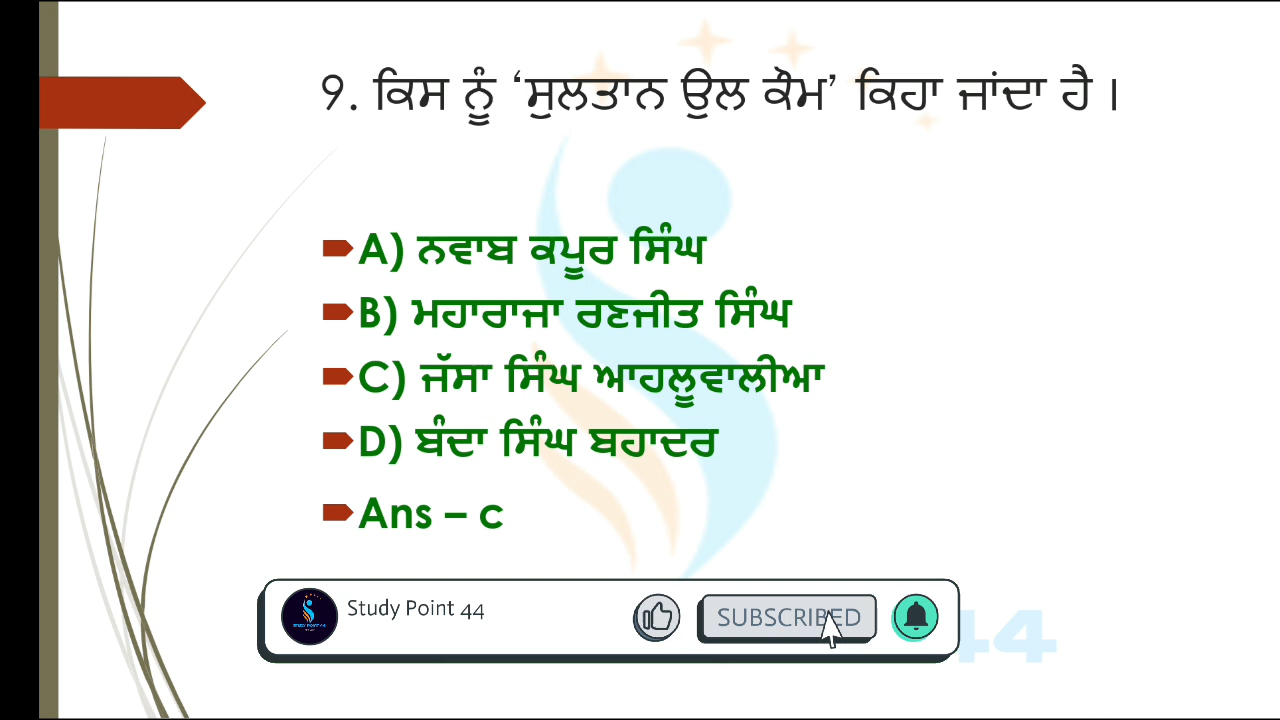 9. ਕਿਸ ਨੂੰ ‘ਸੁਲਤਾਨ ਉਲ ਕੌਮ’ ਕਿਹਾ ਜਾਂਦਾ ਹੈ ।
A) ਨਵਾਬ ਕਪੂਰ ਸਿੰਘ
B) ਮਹਾਰਾਜਾ ਰਣਜੀਤ ਸਿੰਘ
C) ਜੱਸਾ ਸਿੰਘ ਆਹਲੂਵਾਲੀਆ
D) ਬੰਦਾ ਸਿੰਘ ਬਹਾਦਰ
Ans – c
Study Point 44
SUBSCRIBED
44